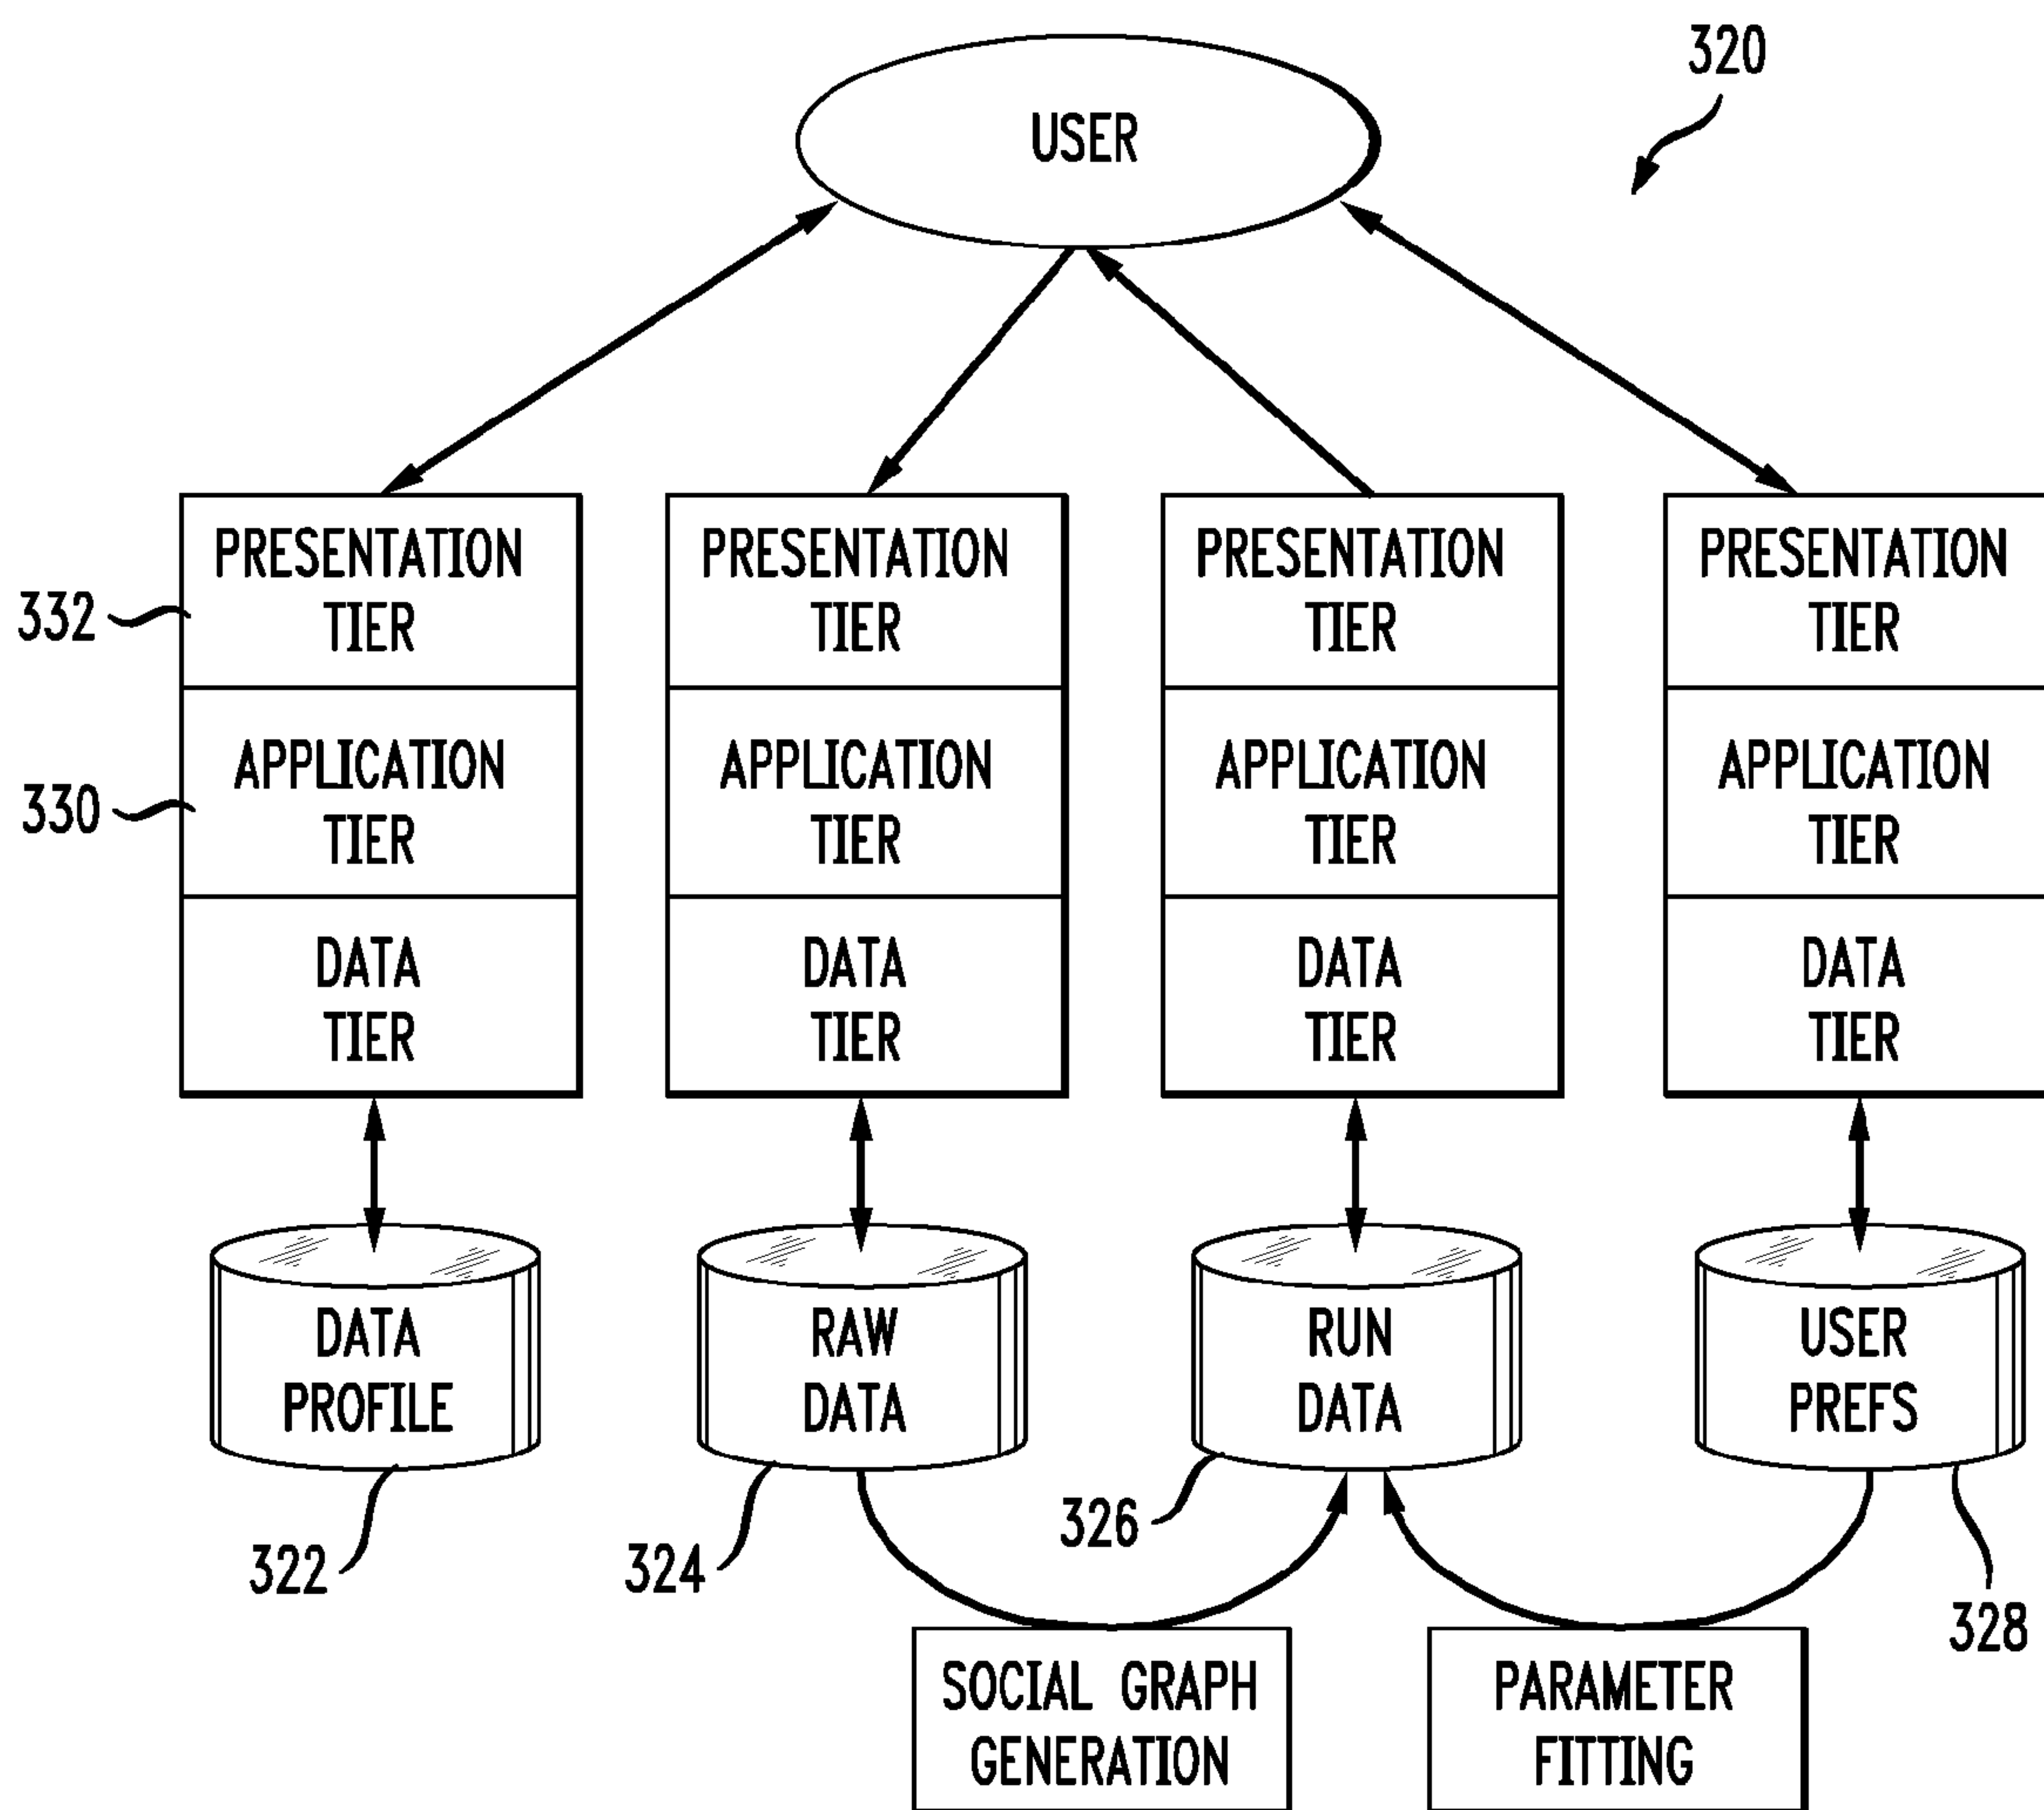 320
USER
PRESENTATION
TIER
PRESENTATION
TIER
PRESENTATION
TIER
PRESENTATION
TIER
332
APPLICATION
TIER
APPLICATION
TIER
APPLICATION
TIER
APPLICATION
TIER
330
DATA
TIER
DATA
TIER
DATA
TIER
DATA
TIER
DATA
PROFILE
RAW
DATA
RUN
DATA
USER
PREFS
322
324
326
328
SOCIAL GRAPH
GENERATION
PARAMETER
FITTING